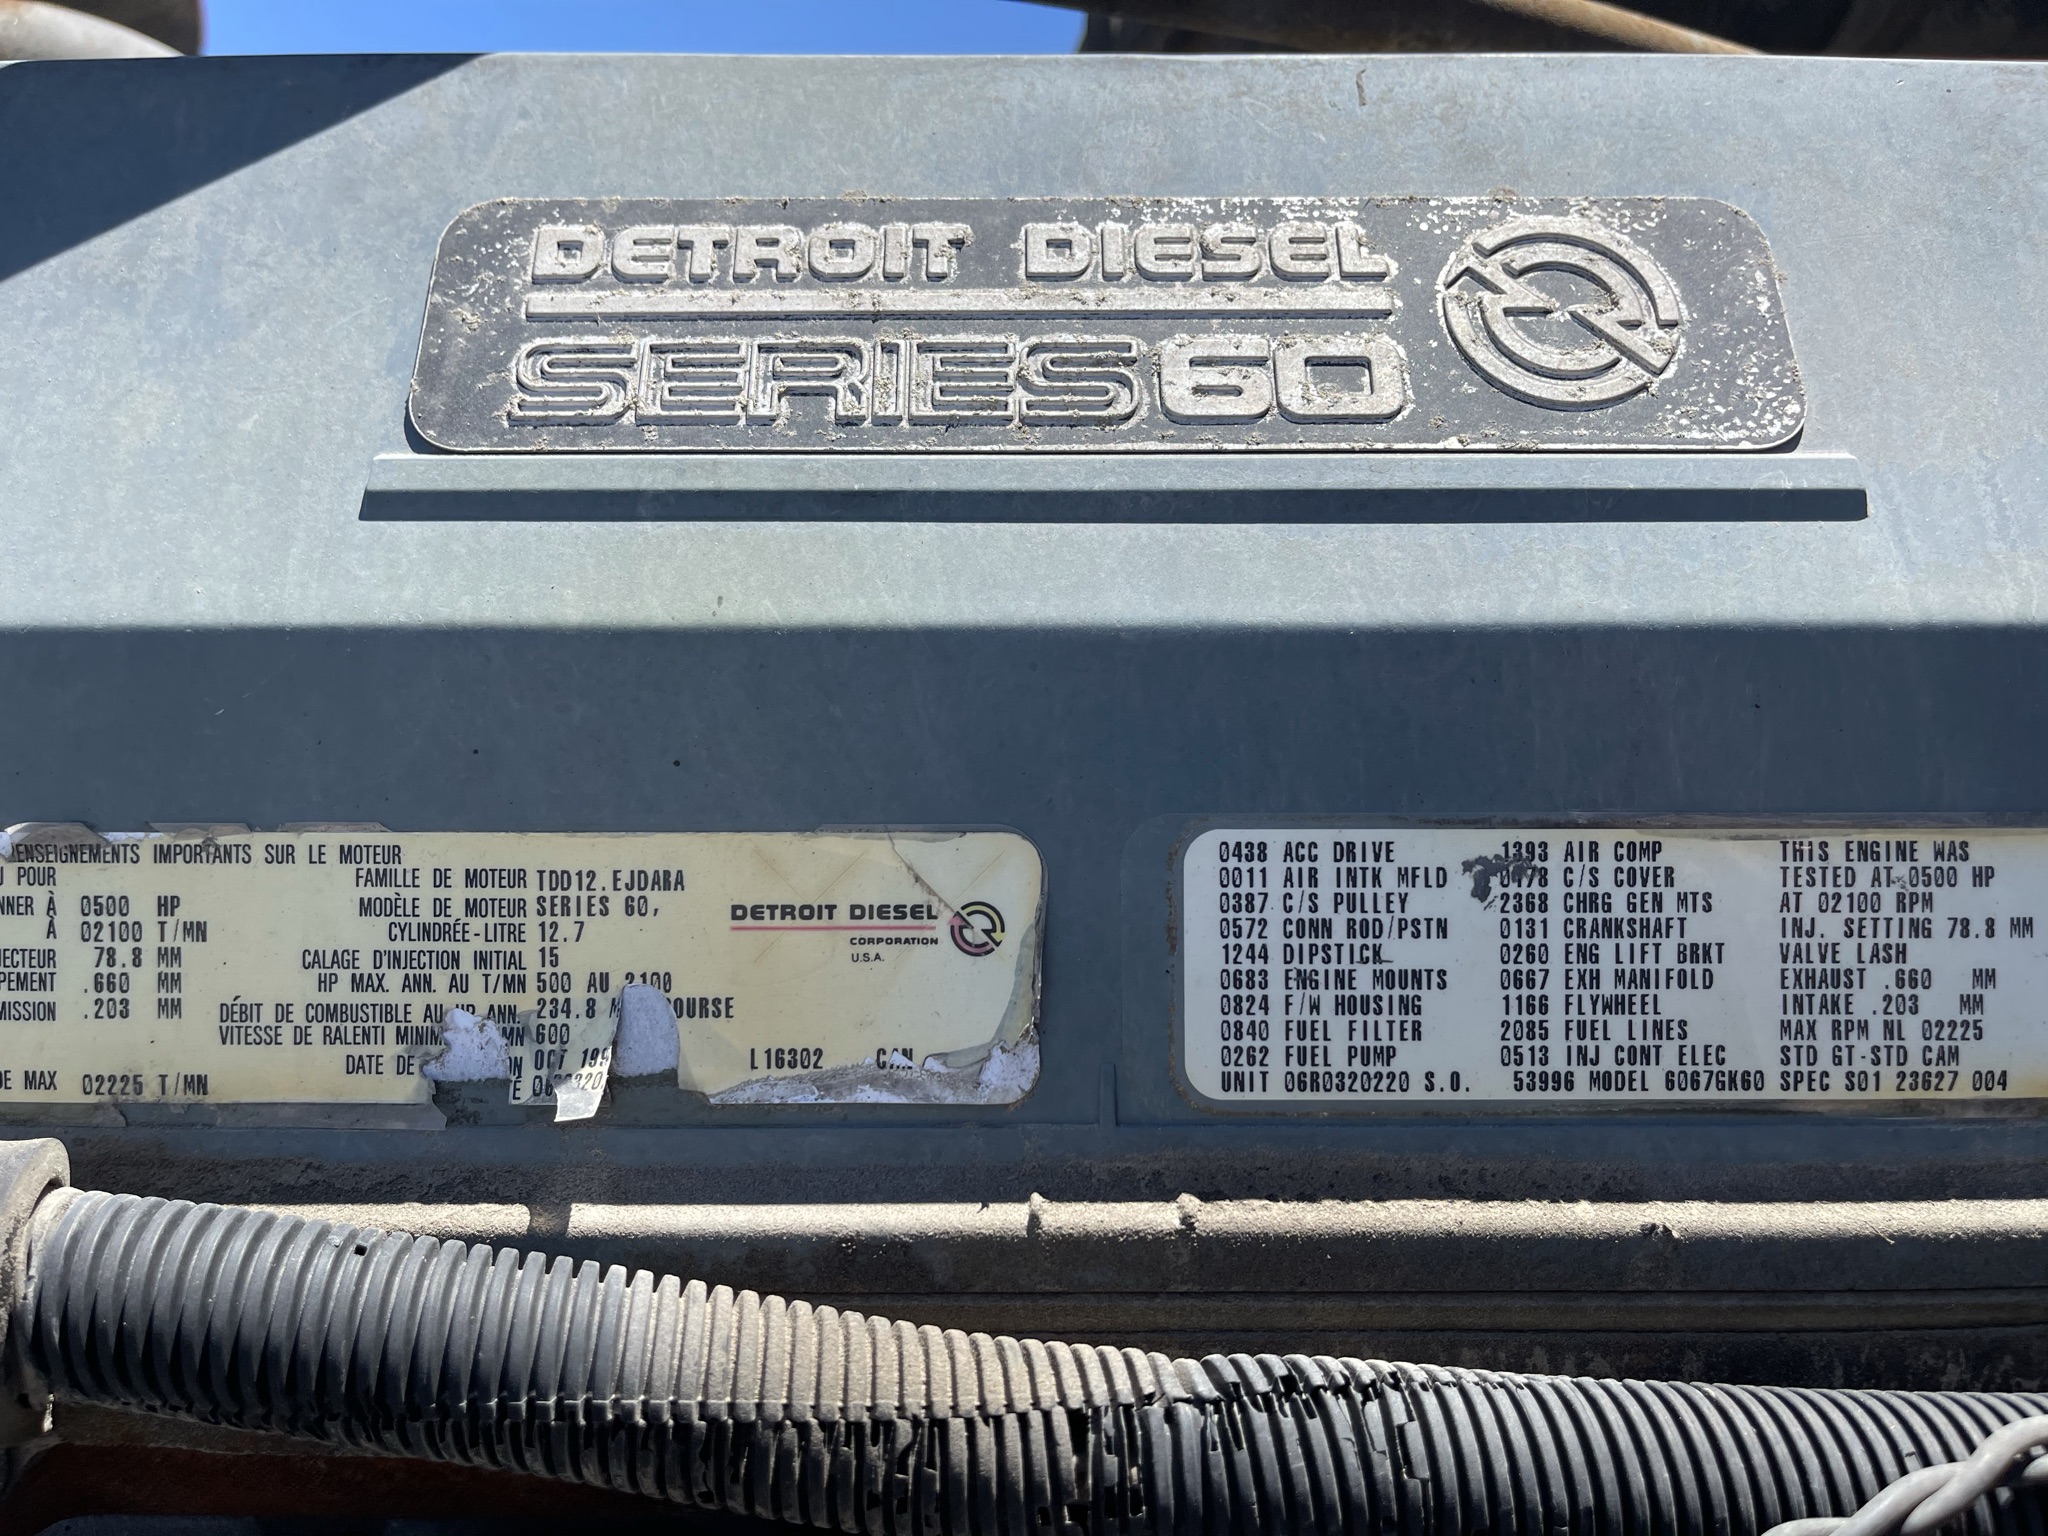 DETROIT DIESEL
SERIES 60
IMPORTANTS SUR LE MOTEUR
POUR
FAMILLE DE MOTEUR TDD12.EJDARA
À 0500 HP
MODÈLE DE MOTEUR SERIES 60,
À 02100 T/MN
CYLINDRÉE-LITRE 12.7
78.8 MM
CALAGE D'INJECTION INITIAL 15
.660 MM
HP MAX. ANN. AU T/MN 500 AU 2100
.203 MM
DÉBIT DE COMBUSTIBLE AU HP ANN. 234.8
VITESSE DE RALENTI 600
DATE DE OCT
MAX 02225 T/MN
DETROIT DIESEL
CORPORATION
U.S.A.
L16302 CAN
0438 ACC DRIVE 1393 AIR COMP THIS ENGINE WAS
0011 AIR INTK MFLD C/S COVER TESTED AT 0500 HP
0387 C/S PULLEY 2368 CHRG GEN MTS AT 02100 RPM
0572 CONN ROD/PSTN 0131 CRANKSHAFT INJ. SETTING 78.8 MM
1244 DIPSTICK 0260 ENG LIFT BRKT VALVE LASH
0683 ENGINE MOUNTS 0667 EXH MANIFOLD EXHAUST .660 MM
0824 F/W HOUSING 1166 FLYWHEEL INTAKE .203 MM
0840 FUEL FILTER 2085 FUEL LINES MAX RPM NL 02225
0262 FUEL PUMP 0513 INJ CONT ELEC STD GT-STD CAM
UNIT 06R0320220 S.O. 53996 MODEL 6067GK60 SPEC S01 23627 004